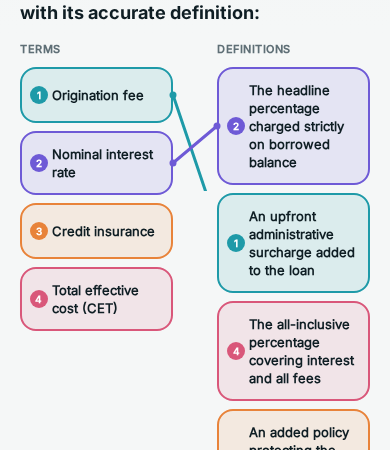 with its accurate definition:
TERMS
DEFINITIONS
1 Origination fee
2 Nominal interest
rate
3 Credit insurance
4 Total effective
cost (CET)
The headline
percentage
2 charged strictly
on borrowed
balance
An upfront
1 administrative
surcharge added
to the loan
The all-inclusive
percentage
4 covering interest
and all fees
An added policy
protecting the